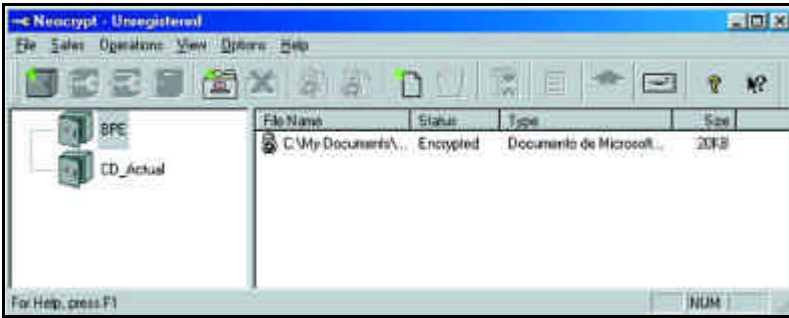 Neocrypt - Unregistered
File Safes Operations View Options Help
BPE
CD_Actual
File Name Status Type Size
C:\My Documents\... Encrypted Documento de Microsoft... 20KB
For Help, press F1
NUM